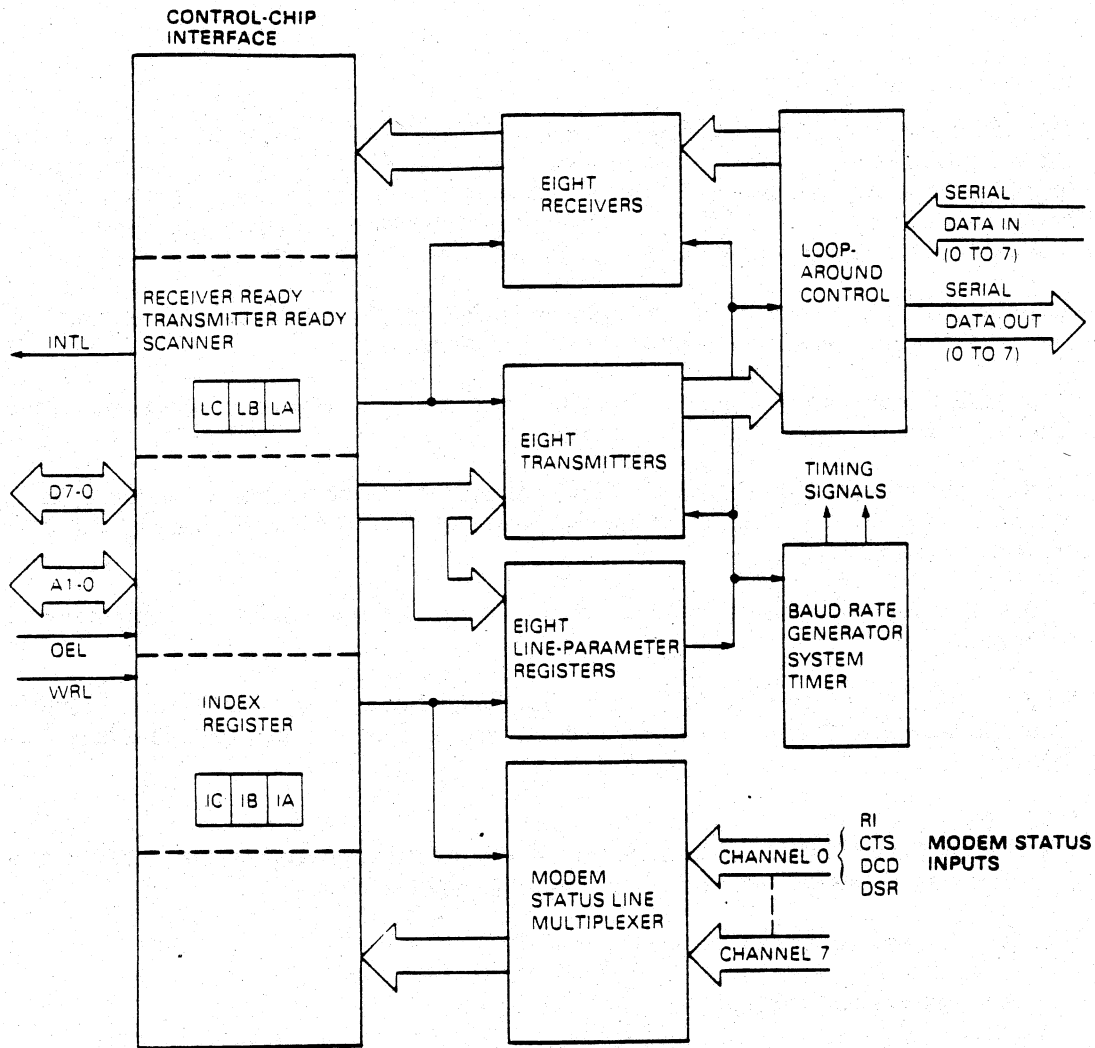 CONTROL-CHIP
INTERFACE
RECEIVER READY
TRANSMITTER READY
SCANNER
LC LB LA
INTL
D7-0
A1-0
OEL
WRL
INDEX
REGISTER
IC IB IA
EIGHT
RECEIVERS
EIGHT
TRANSMITTERS
EIGHT
LINE-PARAMETER
REGISTERS
MODEM
STATUS LINE
MULTIPLEXER
LOOP-
AROUND
CONTROL
SERIAL
DATA IN
(0 TO 7)
SERIAL
DATA OUT
(0 TO 7)
TIMING
SIGNALS
BAUD RATE
GENERATOR
SYSTEM
TIMER
CHANNEL 0
RI
CTS
DCD
DSR
MODEM STATUS
INPUTS
CHANNEL 7